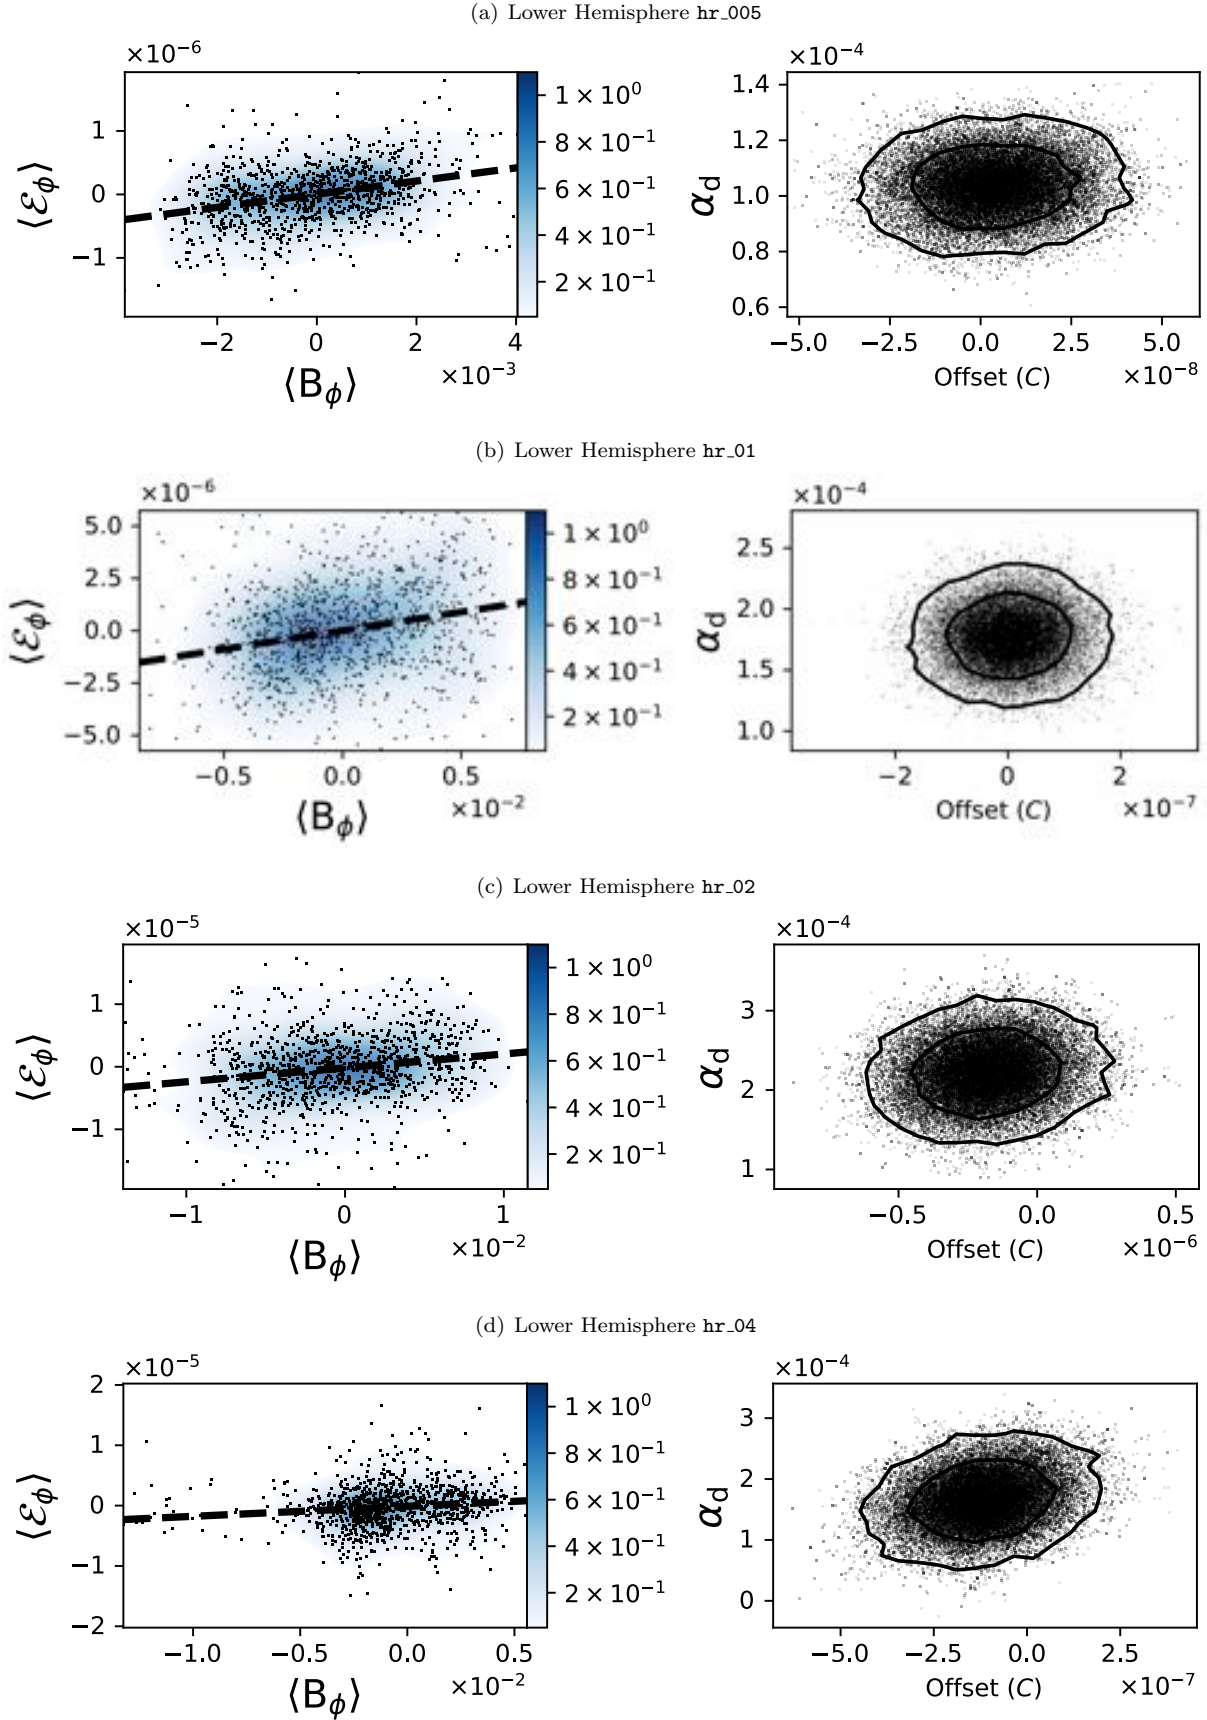 (a) Lower Hemisphere hr_005
×10⁻⁶
1
0
−1
⟨ℰ_ϕ⟩
−2 0 2 4
×10⁻³
⟨B_ϕ⟩
1 × 10⁰
8 × 10⁻¹
6 × 10⁻¹
4 × 10⁻¹
2 × 10⁻¹
×10⁻⁴
1.4
1.2
1.0
0.8
0.6
α_d
−5.0 −2.5 0.0 2.5 5.0
Offset (C) ×10⁻⁸
(b) Lower Hemisphere hr_01
×10⁻⁶
5.0
2.5
0.0
−2.5
−5.0
⟨ℰ_ϕ⟩
−0.5 0.0 0.5
×10⁻²
⟨B_ϕ⟩
1 × 10⁰
8 × 10⁻¹
6 × 10⁻¹
4 × 10⁻¹
2 × 10⁻¹
×10⁻⁴
2.5
2.0
1.5
1.0
α_d
−2 0 2
Offset (C) ×10⁻⁷
(c) Lower Hemisphere hr_02
×10⁻⁵
1
0
−1
⟨ℰ_ϕ⟩
−1 0 1
×10⁻²
⟨B_ϕ⟩
1 × 10⁰
8 × 10⁻¹
6 × 10⁻¹
4 × 10⁻¹
2 × 10⁻¹
×10⁻⁴
3
2
1
α_d
−0.5 0.0 0.5
Offset (C) ×10⁻⁶
(d) Lower Hemisphere hr_04
×10⁻⁵
2
1
0
−1
−2
⟨ℰ_ϕ⟩
−1.0 −0.5 0.0 0.5
×10⁻²
⟨B_ϕ⟩
1 × 10⁰
8 × 10⁻¹
6 × 10⁻¹
4 × 10⁻¹
2 × 10⁻¹
×10⁻⁴
3
2
1
0
α_d
−5.0 −2.5 0.0 2.5
Offset (C) ×10⁻⁷